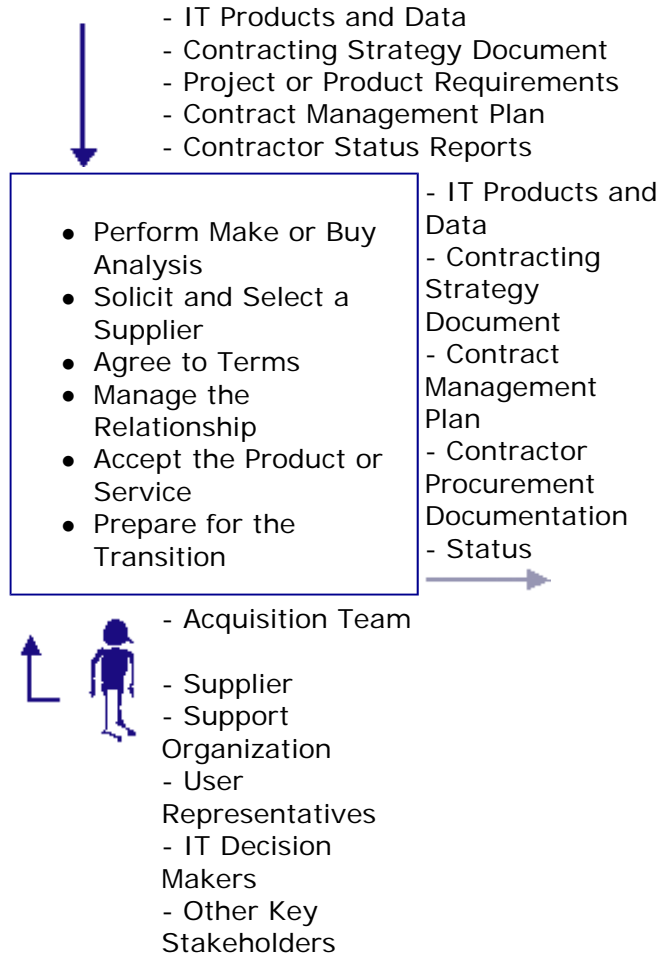 - IT Products and Data
- Contracting Strategy Document
- Project or Product Requirements
- Contract Management Plan
- Contractor Status Reports
● Perform Make or Buy
Analysis
● Solicit and Select a
Supplier
● Agree to Terms
● Manage the
Relationship
● Accept the Product or
Service
● Prepare for the
Transition
- IT Products and
Data
- Contracting
Strategy
Document
- Contract
Management
Plan
- Contractor
Procurement
Documentation
- Status
- Acquisition Team
- Supplier
- Support
Organization
- User
Representatives
- IT Decision
Makers
- Other Key
Stakeholders